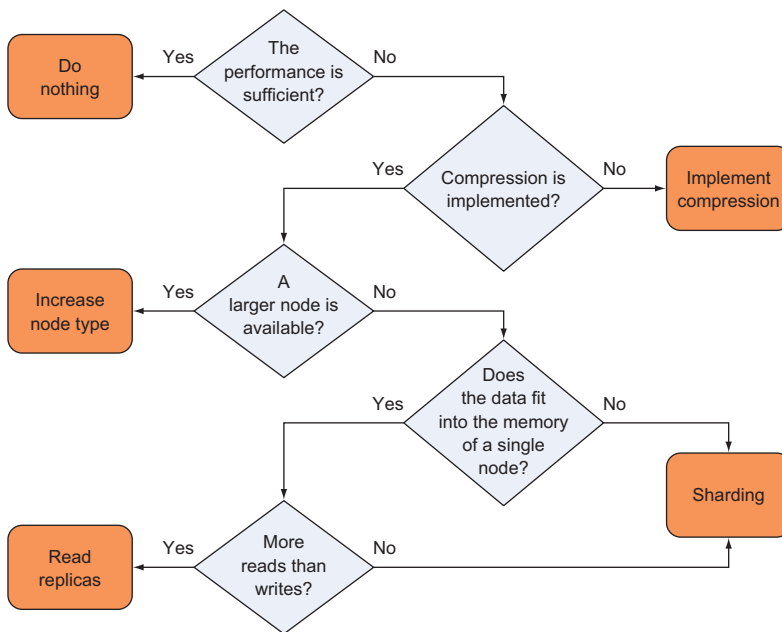 Yes
The
performance is
sufficient?
No
Do
nothing
Yes
Compression is
implemented?
No
Implement
compression
Increase
node type
Yes
A
larger node is
available?
No
Yes
Does
the data fit
into the memory
of a single
node?
No
Sharding
Read
replicas
Yes
More
reads than
writes?
No